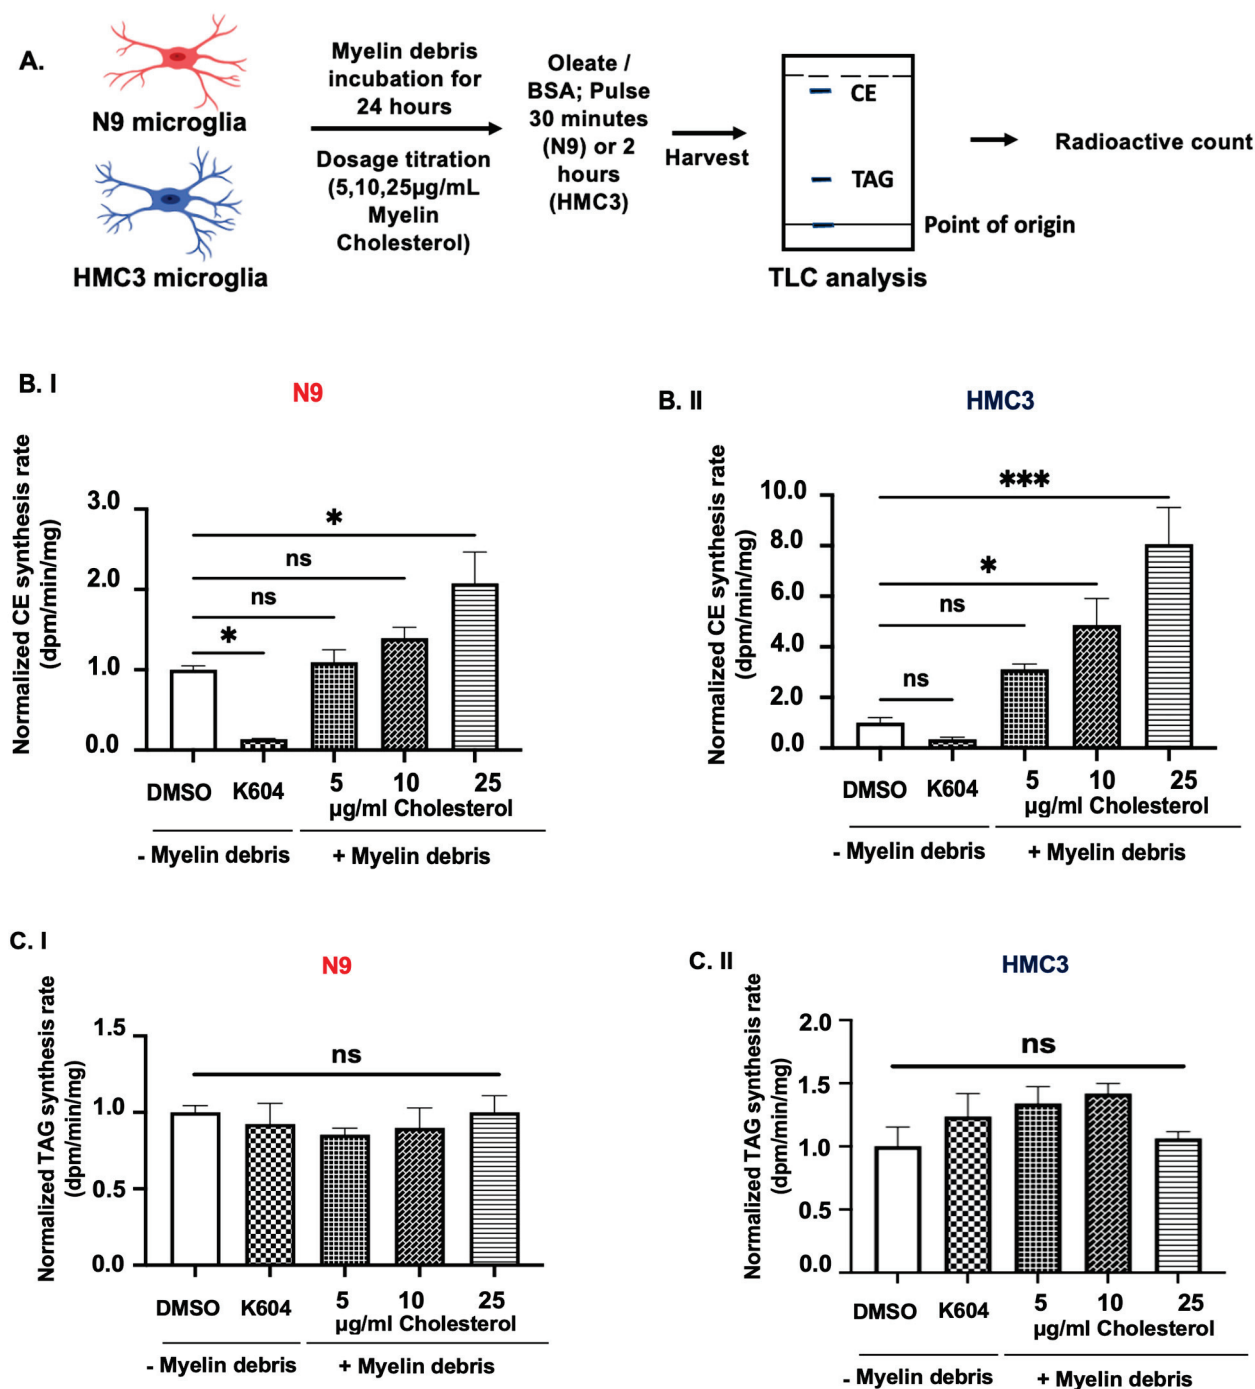 A.
N9 microglia
HMC3 microglia
Myelin debris
incubation for
24 hours
Dosage titration
(5,10,25µg/mL
Myelin
Cholesterol)
Oleate /
BSA; Pulse
30 minutes
(N9) or 2
hours
(HMC3)
Harvest
CE
TAG
Point of origin
TLC analysis
Radioactive count
B. I
N9
Normalized CE synthesis rate
(dpm/min/mg)
3.0
2.0
1.0
0.0
*
ns
ns
*
DMSO
K604
5
10
25
µg/ml Cholesterol
- Myelin debris
+ Myelin debris
B. II
HMC3
Normalized CE synthesis rate
(dpm/min/mg)
10.0
8.0
6.0
4.0
2.0
0.0
***
*
ns
ns
DMSO
K604
5
10
25
µg/ml Cholesterol
- Myelin debris
+ Myelin debris
C. I
N9
Normalized TAG synthesis rate
(dpm/min/mg)
1.5
1.0
0.5
0.0
ns
DMSO
K604
5
10
25
µg/ml Cholesterol
- Myelin debris
+ Myelin debris
C. II
HMC3
Normalized TAG synthesis rate
(dpm/min/mg)
2.0
1.5
1.0
0.5
0.0
ns
DMSO
K604
5
10
25
µg/ml Cholesterol
- Myelin debris
+ Myelin debris